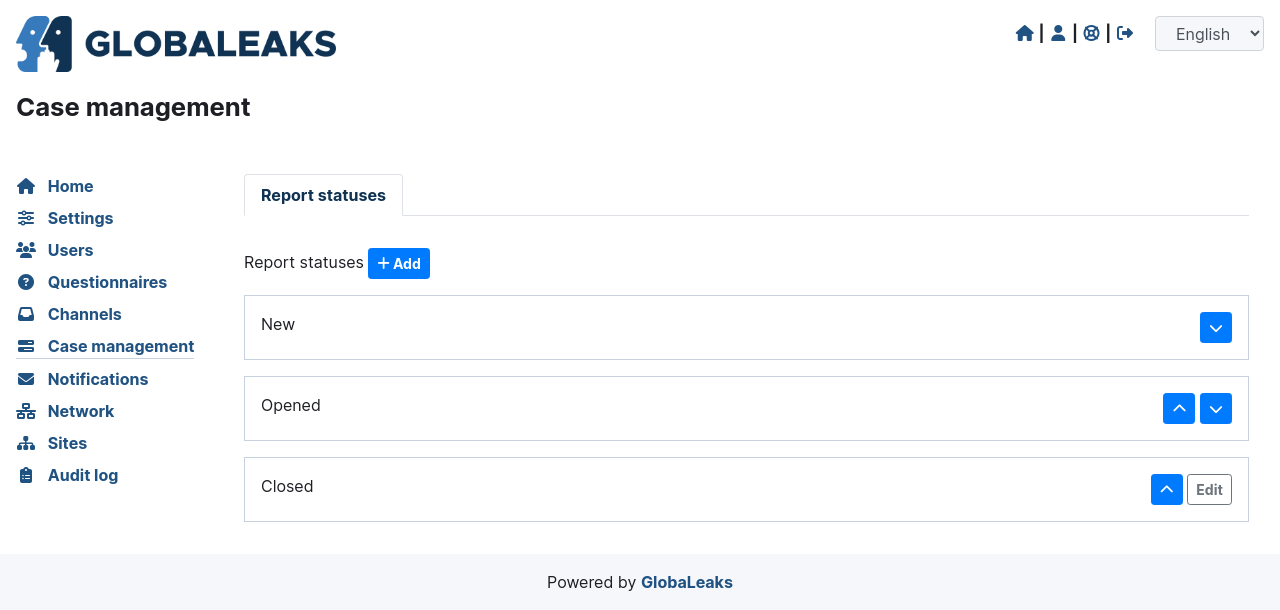 GLOBALEAKS
| | |
English
Case management
Home
Settings
Users
Questionnaires
Channels
Case management
Notifications
Network
Sites
Audit log
Report statuses
Report statuses + Add
New
Opened
Closed
Edit
Powered by GlobaLeaks